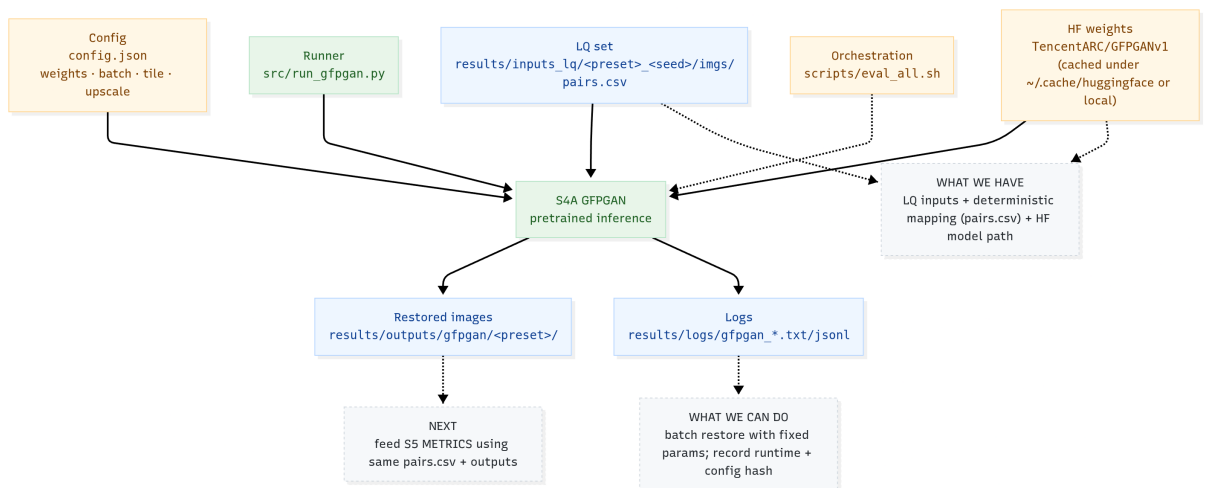 Config
config.json
weights · batch · tile ·
upscale
Runner
src/run_gfpgan.py
LQ set
results/inputs_lq/<preset>_<seed>/imgs/
pairs.csv
Orchestration
scripts/eval_all.sh
HF weights
TencentARC/GFPGANv1
(cached under
~/.cache/huggingface or
local)
S4A GFPGAN
pretrained inference
WHAT WE HAVE
LQ inputs + deterministic
mapping (pairs.csv) + HF
model path
Restored images
results/outputs/gfpgan/<preset>/
Logs
results/logs/gfpgan_*.txt/jsonl
NEXT
feed S5 METRICS using
same pairs.csv + outputs
WHAT WE CAN DO
batch restore with fixed
params; record runtime +
config hash